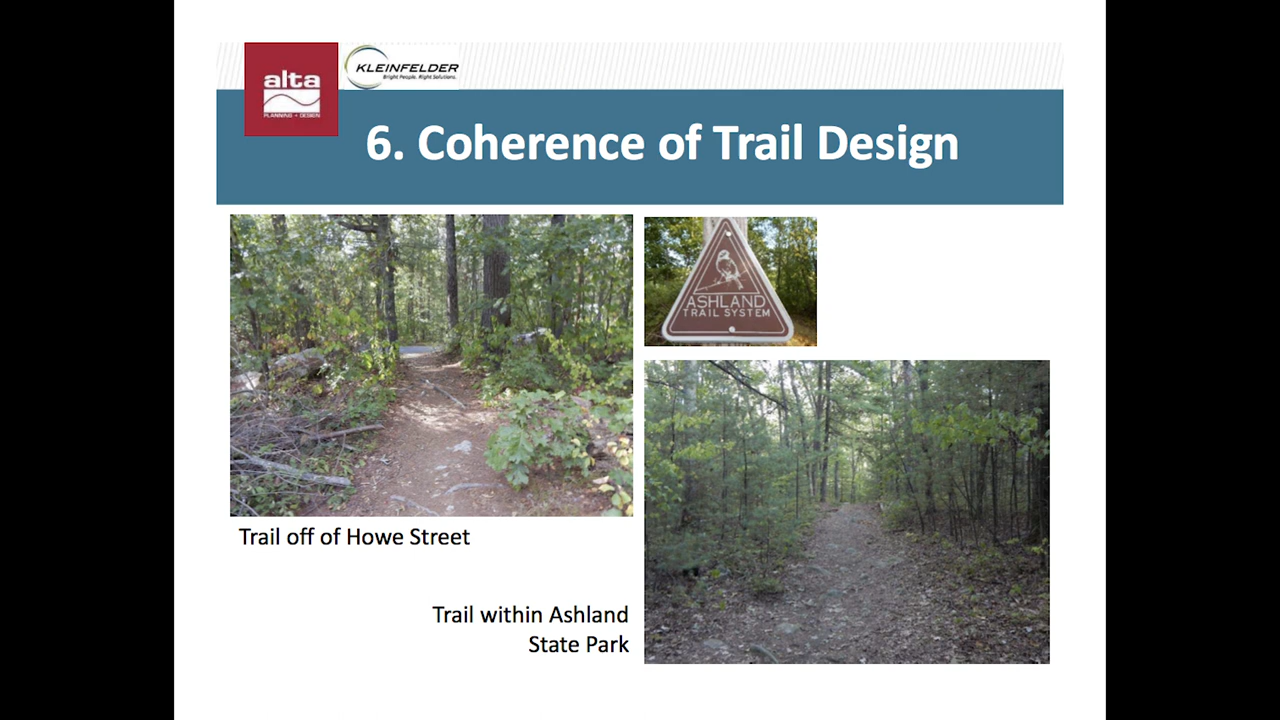 alta
PLANNING + DESIGN
KLEINFELDER
Bright People. Right Solutions.
6. Coherence of Trail Design
ASHLAND
TRAIL SYSTEM
Trail off of Howe Street
Trail within Ashland
State Park